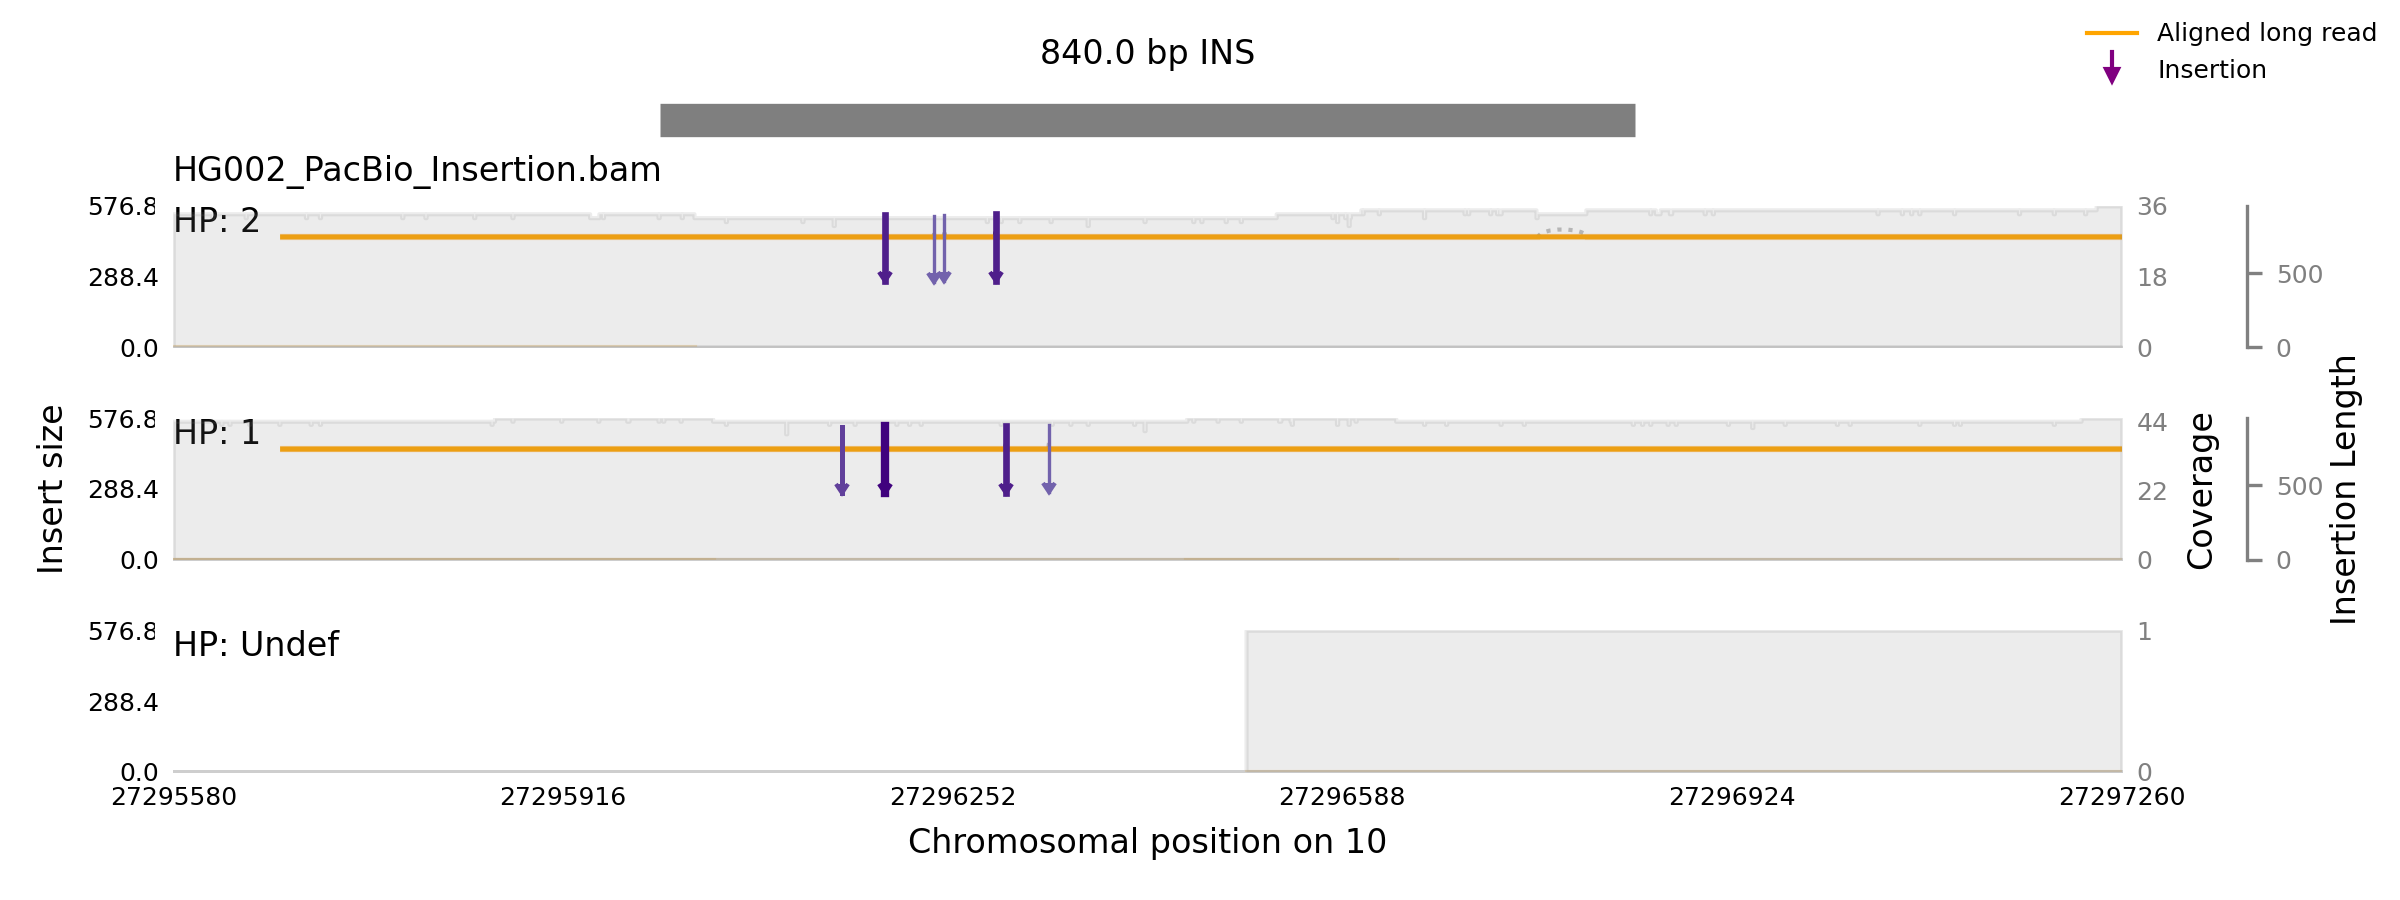 Aligned long read
Insertion
840.0 bp INS
HG002_PacBio_Insertion.bam
HP: 2
576.8
288.4
0.0
36
18
0
500
0
HP: 1
576.8
288.4
0.0
44
22
0
500
0
HP: Undef
576.8
288.4
0.0
1
0
Insert size
Coverage
Insertion Length
27295580 27295916 27296252 27296588 27296924 27297260
Chromosomal position on 10